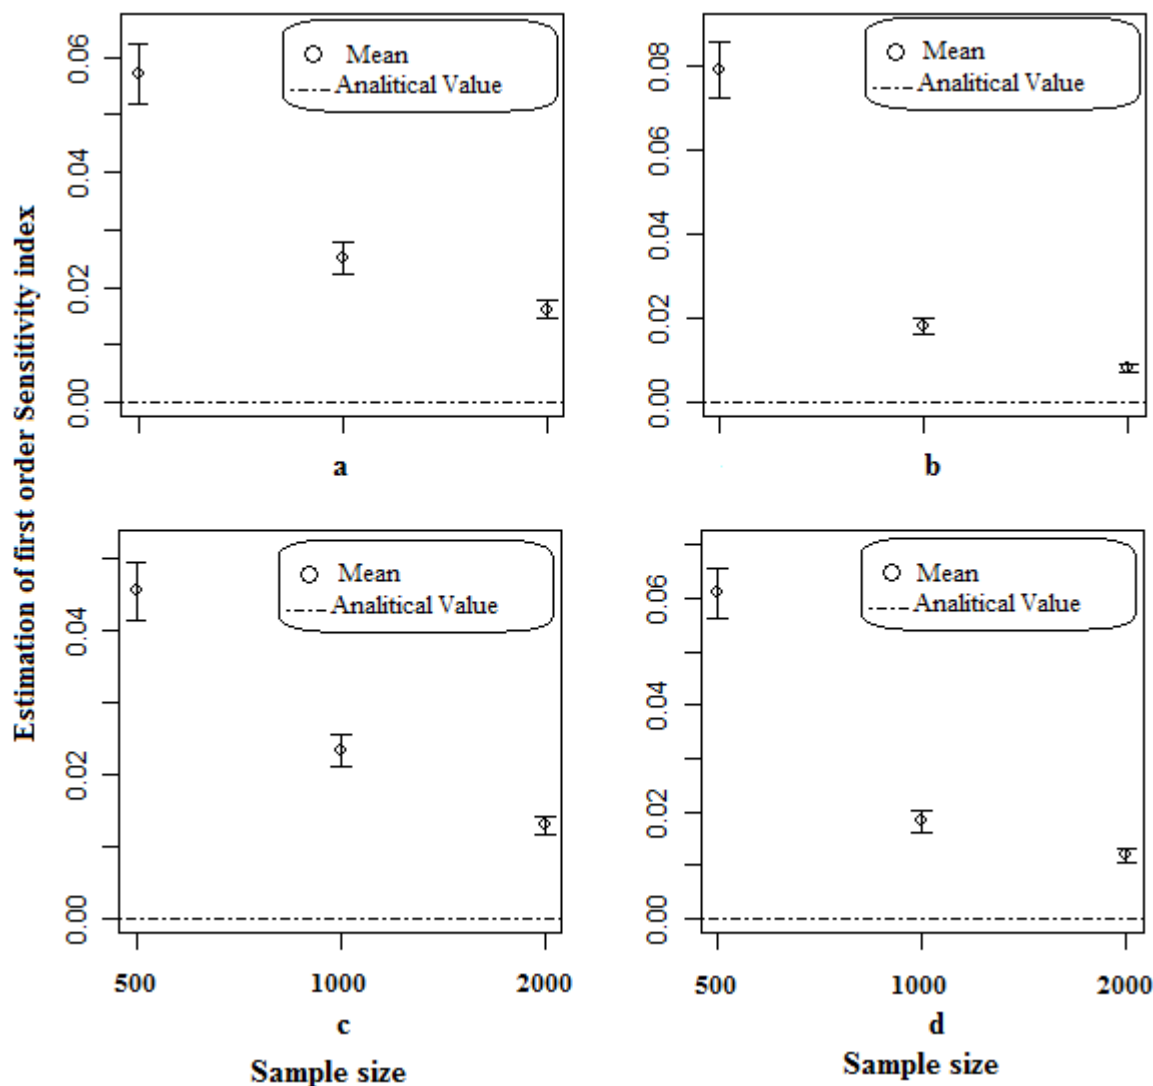 Estimation of first order Sensitivity index
0.06
0.04
0.02
0.00
Mean
Analitical Value
a
0.08
0.06
0.04
0.02
0.00
Mean
Analitical Value
b
0.04
0.02
0.00
Mean
Analitical Value
500 1000 2000
c
Sample size
0.06
0.04
0.02
0.00
Mean
Analitical Value
500 1000 2000
d
Sample size